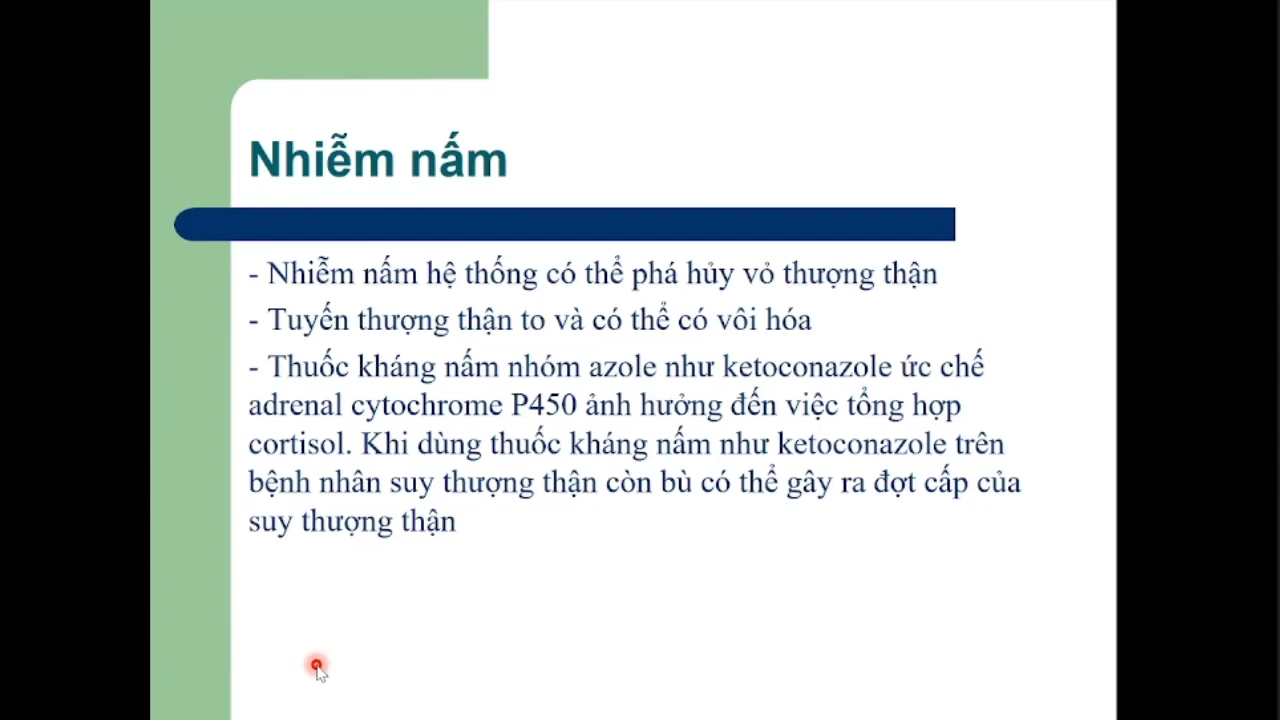 Nhiễm nấm
- Nhiễm nấm hệ thống có thể phá hủy vỏ thượng thận
- Tuyến thượng thận to và có thể có vôi hóa
- Thuốc kháng nấm nhóm azole như ketoconazole ức chế
adrenal cytochrome P450 ảnh hưởng đến việc tổng hợp
cortisol. Khi dùng thuốc kháng nấm như ketoconazole trên
bệnh nhân suy thượng thận còn bù có thể gây ra đợt cấp của
suy thượng thận